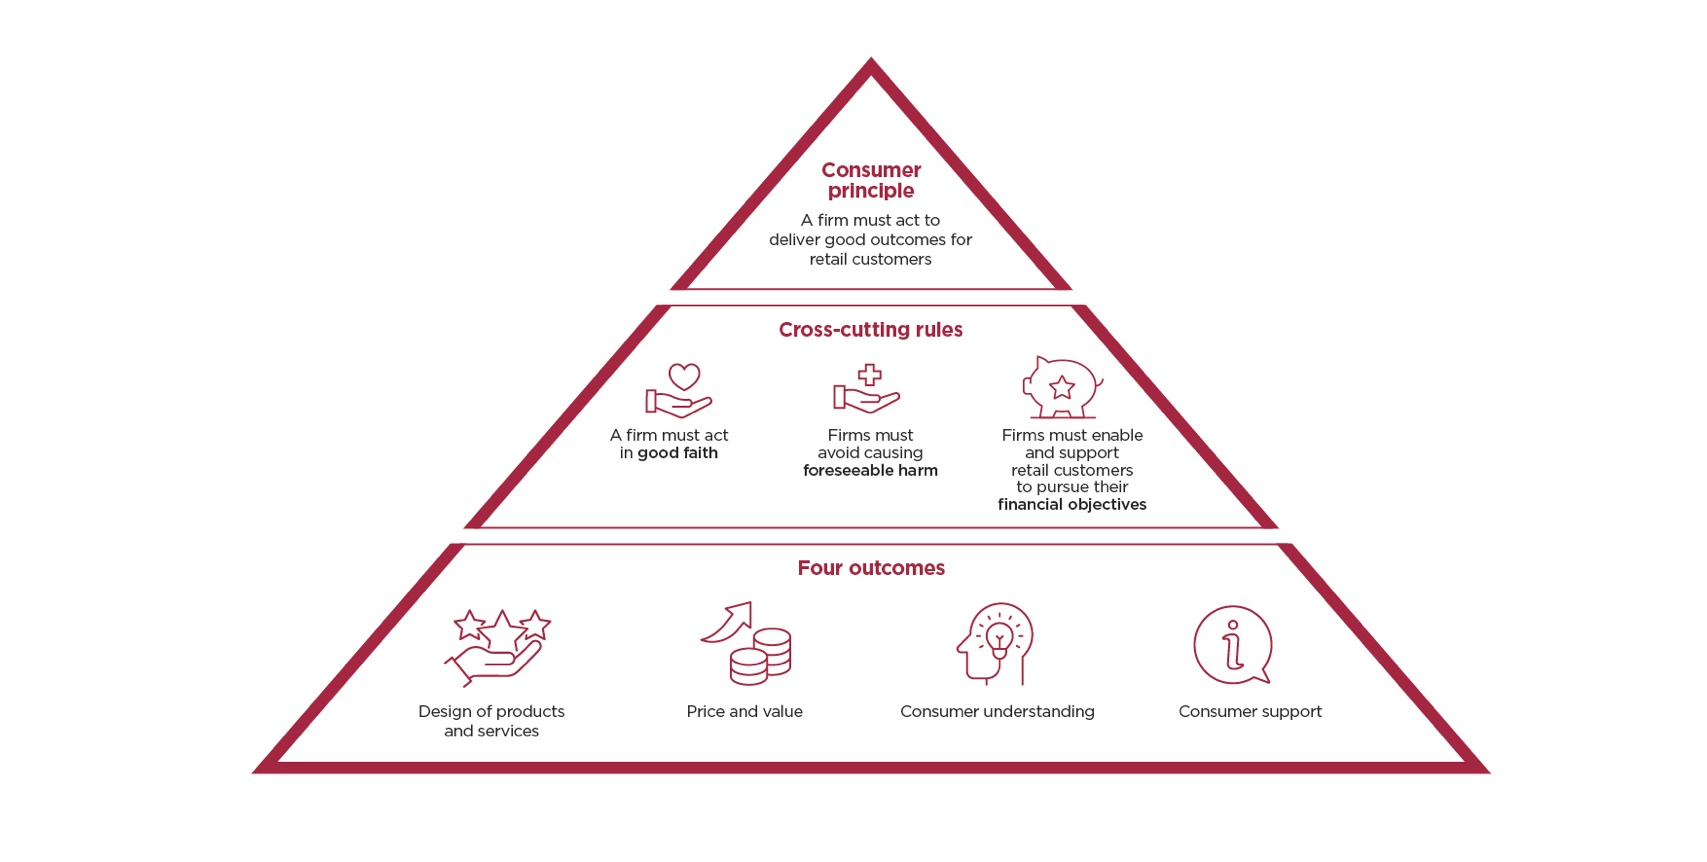 Consumer
principle
A firm must act to
deliver good outcomes for
retail customers
Cross-cutting rules
A firm must act
in good faith
Firms must
avoid causing
foreseeable harm
Firms must enable
and support
retail customers
to pursue their
financial objectives
Four outcomes
Design of products
and services
Price and value
Consumer understanding
Consumer support